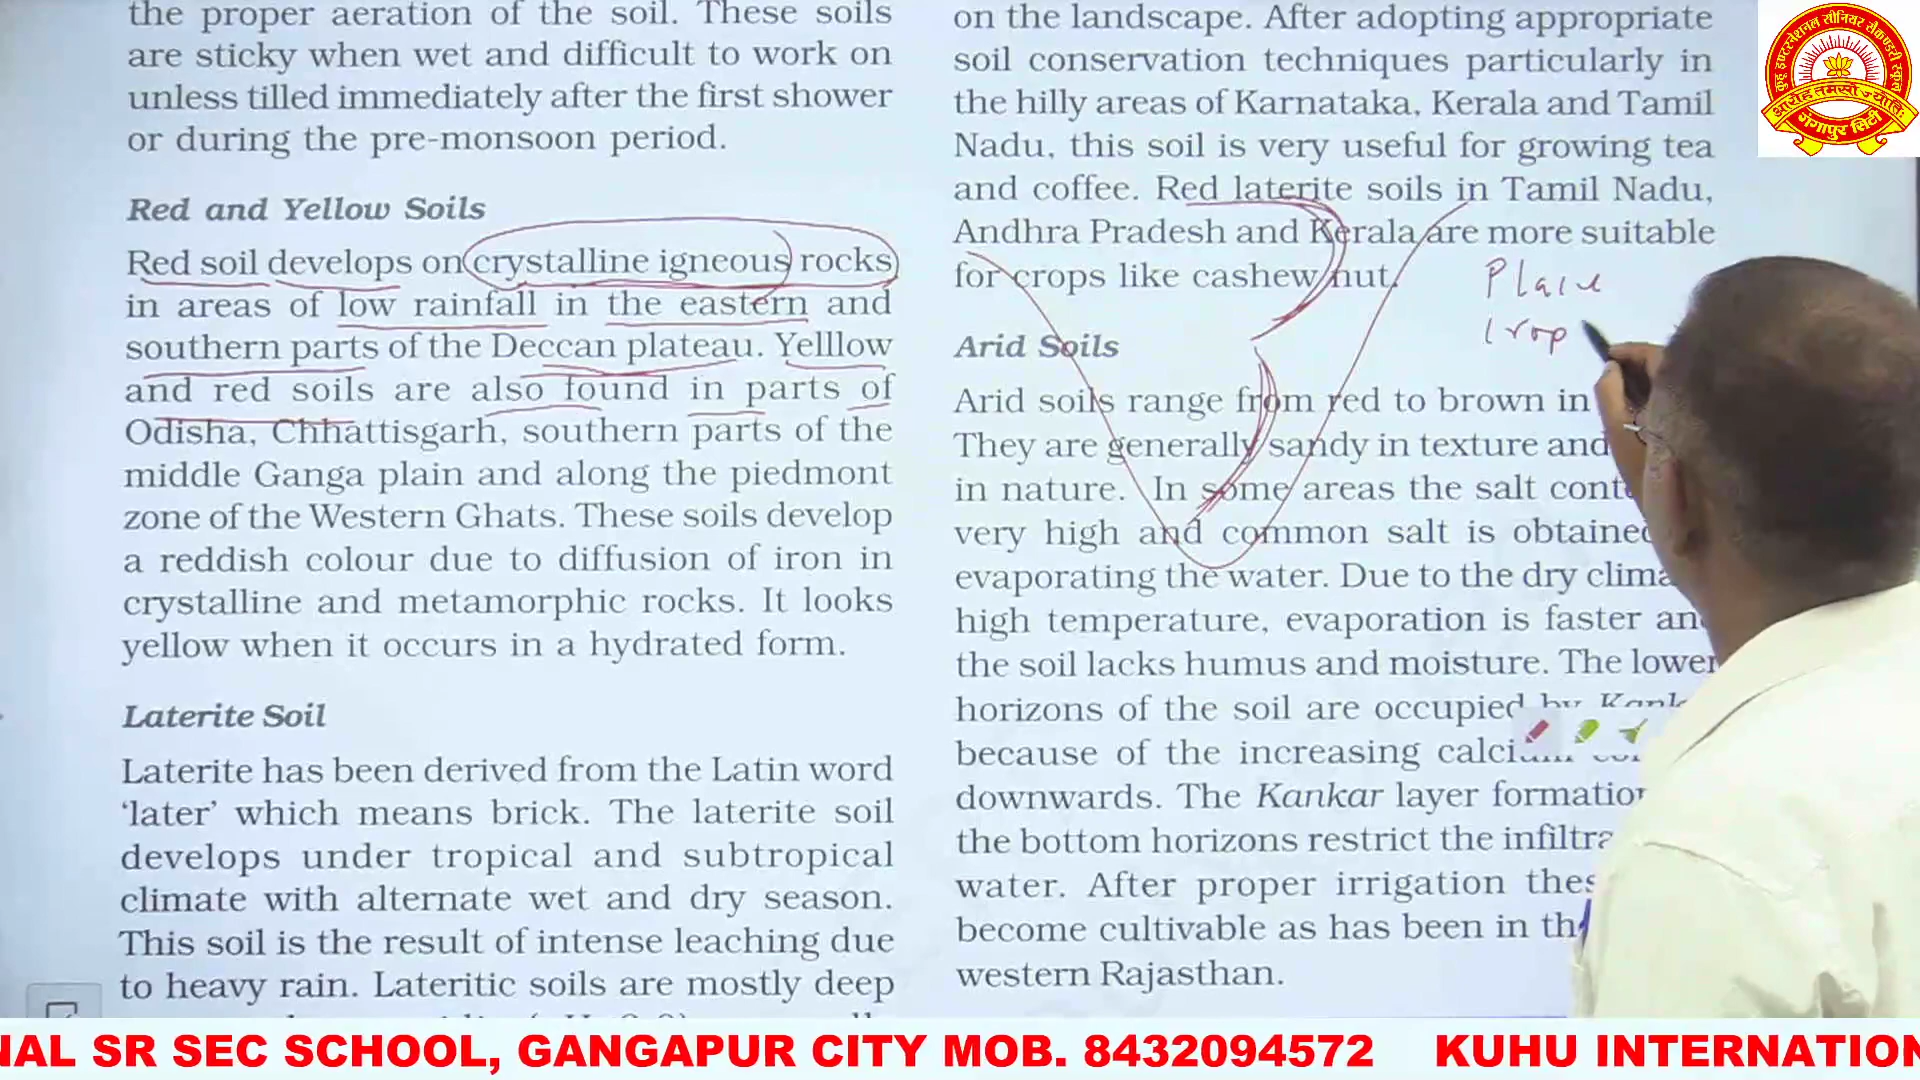 the proper aeration of the soil. These soils
are sticky when wet and difficult to work on
unless tilled immediately after the first shower
or during the pre-monsoon period.
Red and Yellow Soils
Red soil develops on crystalline igneous rocks
in areas of low rainfall in the eastern and
southern parts of the Deccan plateau. Yelllow
and red soils are also found in parts of
Odisha, Chhattisgarh, southern parts of the
middle Ganga plain and along the piedmont
zone of the Western Ghats. These soils develop
a reddish colour due to diffusion of iron in
crystalline and metamorphic rocks. It looks
yellow when it occurs in a hydrated form.
Laterite Soil
Laterite has been derived from the Latin word
‘later’ which means brick. The laterite soil
develops under tropical and subtropical
climate with alternate wet and dry season.
This soil is the result of intense leaching due
to heavy rain. Lateritic soils are mostly deep
on the landscape. After adopting appropriate
soil conservation techniques particularly in
the hilly areas of Karnataka, Kerala and Tamil
Nadu, this soil is very useful for growing tea
and coffee. Red laterite soils in Tamil Nadu,
Andhra Pradesh and Kerala are more suitable
for crops like cashew nut.
Arid Soils
Arid soils range from red to brown in
They are generally sandy in texture and
in nature. In some areas the salt
very high and common salt is
evaporating the water. Due to the dry
high temperature, evaporation is faster
the soil lacks humus and moisture. The lower
horizons of the soil are occupied by
because of the increasing
downwards. The Kankar layer
the bottom horizons restrict the
water. After proper irrigation
become cultivable as has been in
western Rajasthan.
crop
कुहू इण्टरनेशनल सीनियर सैकण्डरी स्कूल
आरोह तमसो ज्योति
गंगापुर सिटी
NAL SR SEC SCHOOL, GANGAPUR CITY MOB. 8432094572 KUHU INTERNATION